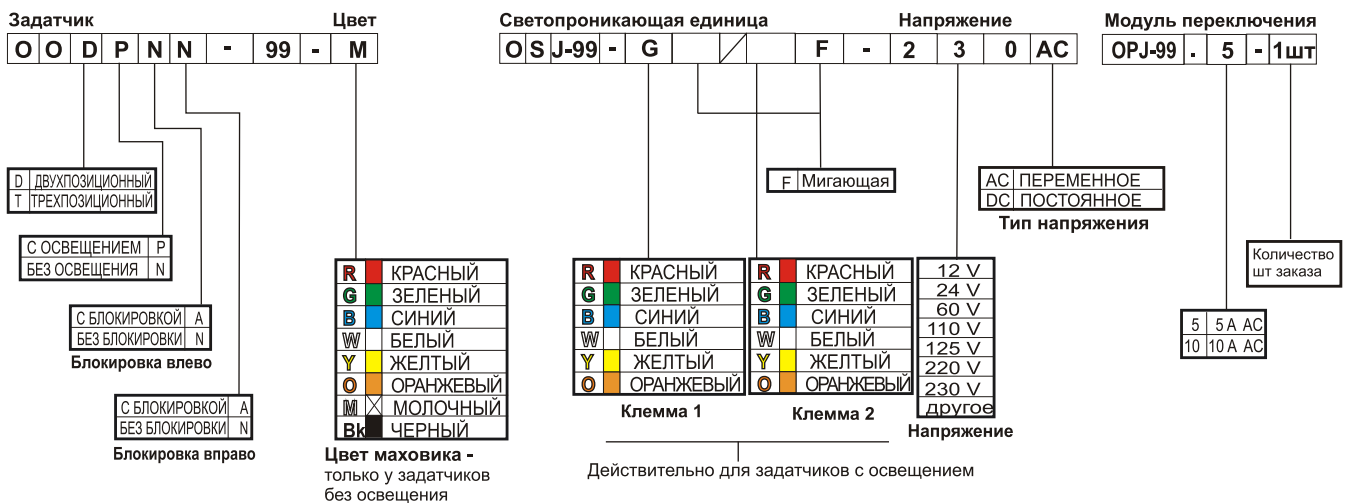 Задатчик
Цвет
Светопроникающая единица
Напряжение
Модуль переключения
O O D P N N - 99 - M
O S J-99 - G / F - 2 3 0 AC
OPJ-99 . 5 - 1шт
D ДВУХПОЗИЦИОННЫЙ
T ТРЕХПОЗИЦИОННЫЙ
F Мигающая
AC ПЕРЕМЕННОЕ
DC ПОСТОЯННОЕ
Тип напряжения
С ОСВЕЩЕНИЕМ P
БЕЗ ОСВЕЩЕНИЯ N
Количество
шт заказа
С БЛОКИРОВКОЙ A
БЕЗ БЛОКИРОВКИ N
Блокировка влево
С БЛОКИРОВКОЙ A
БЕЗ БЛОКИРОВКИ N
Блокировка вправо
R КРАСНЫЙ
G ЗЕЛЕНЫЙ
B СИНИЙ
W БЕЛЫЙ
Y ЖЕЛТЫЙ
O ОРАНЖЕВЫЙ
M МОЛОЧНЫЙ
Bk ЧЕРНЫЙ
Цвет маховика -
только у задатчиков
без освещения
R КРАСНЫЙ
G ЗЕЛЕНЫЙ
B СИНИЙ
W БЕЛЫЙ
Y ЖЕЛТЫЙ
O ОРАНЖЕВЫЙ
Клемма 1
R КРАСНЫЙ
G ЗЕЛЕНЫЙ
B СИНИЙ
W БЕЛЫЙ
Y ЖЕЛТЫЙ
O ОРАНЖЕВЫЙ
Клемма 2
12 V
24 V
60 V
110 V
125 V
220 V
230 V
другое
Напряжение
5 5 A AC
10 10 A AC
Действительно для задатчиков с освещением